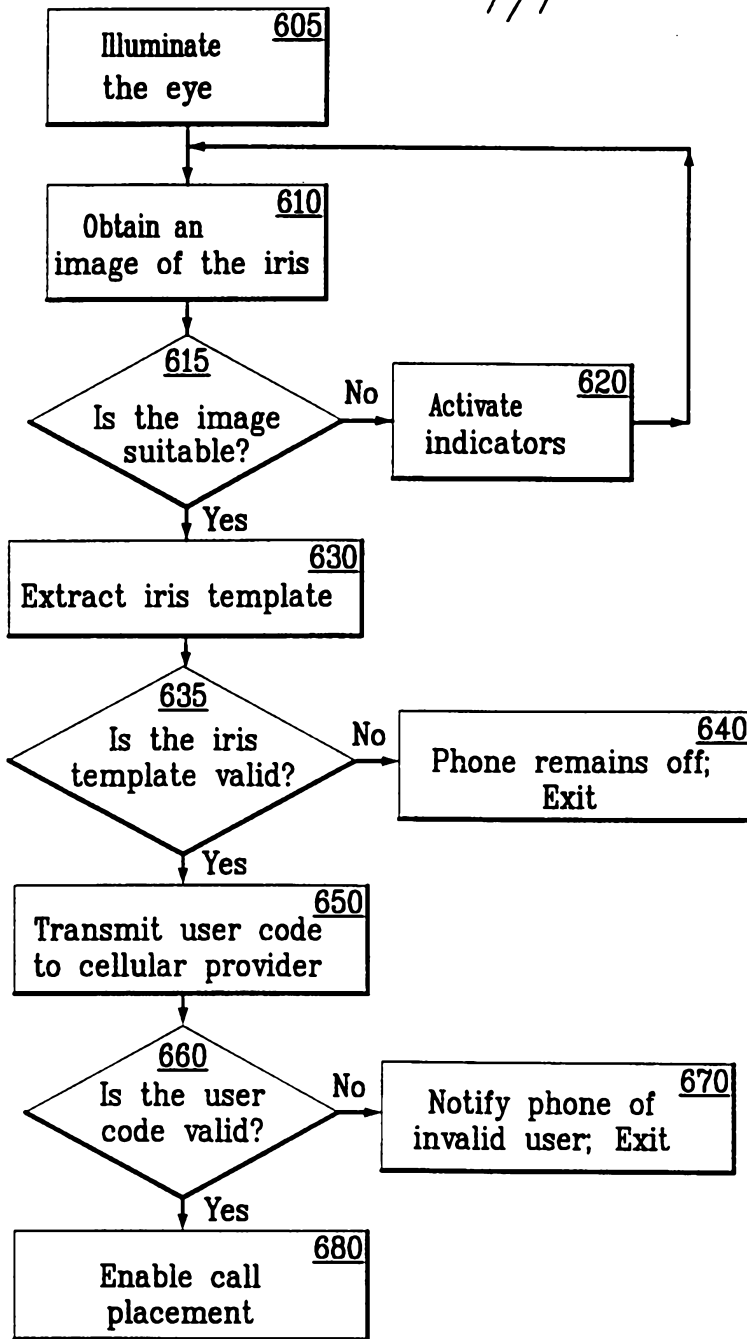 605
Illuminate
the eye
610
Obtain an
image of the iris
615
Is the image
suitable?
No
620
Activate
indicators
Yes
630
Extract iris template
635
Is the iris
template valid?
No
640
Phone remains off;
Exit
Yes
650
Transmit user code
to cellular provider
660
Is the user
code valid?
No
670
Notify phone of
invalid user; Exit
Yes
680
Enable call
placement